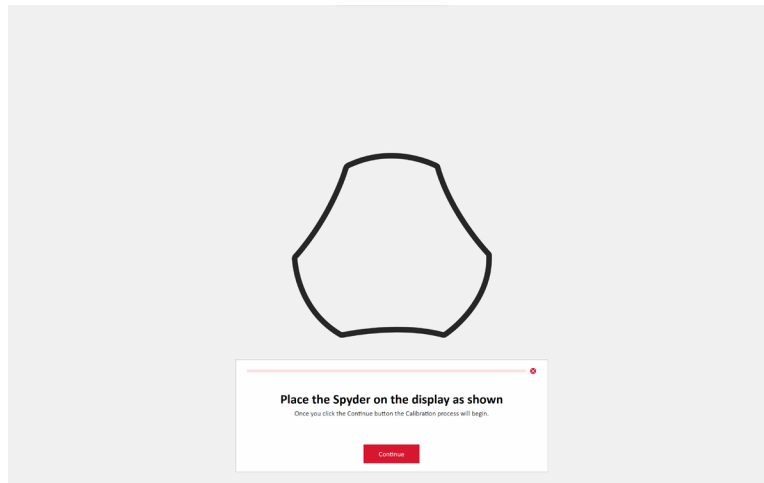 Place the Spyder on the display as shown
Once you click the Continue button the Calibration process will begin.
Continue